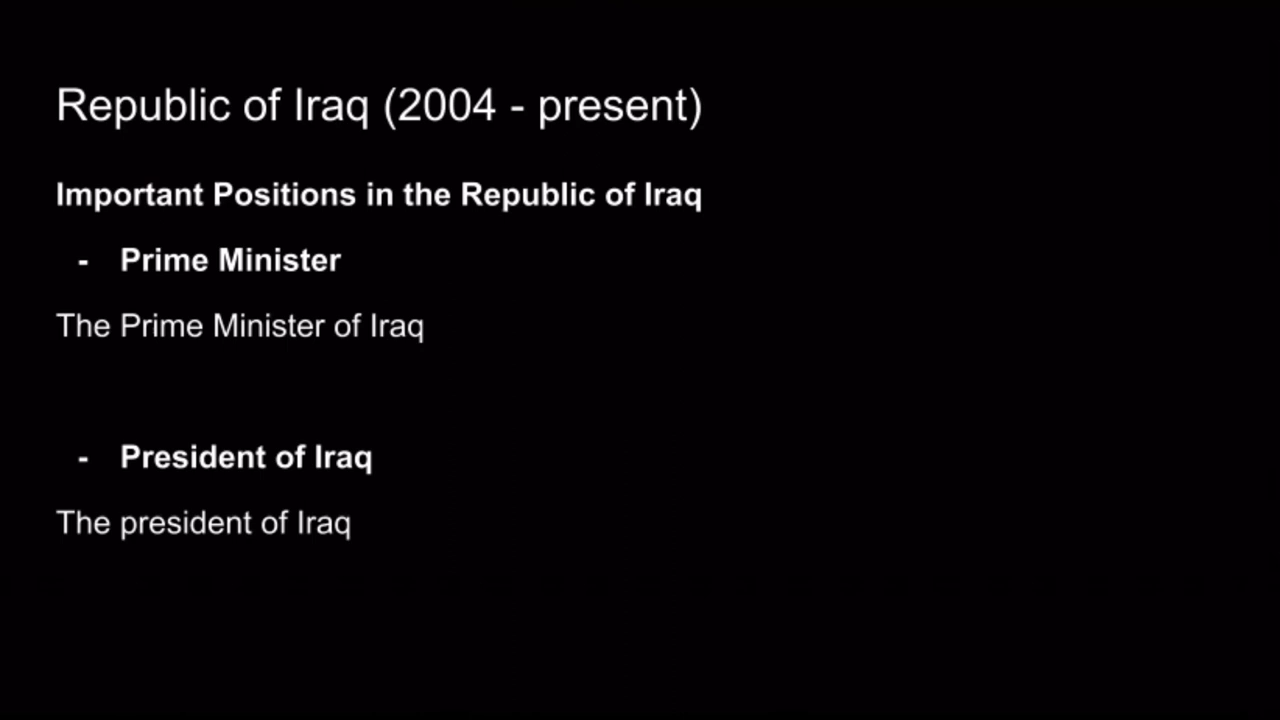 Republic of Iraq (2004 - present)
Important Positions in the Republic of Iraq
- Prime Minister
The Prime Minister of Iraq
- President of Iraq
The president of Iraq